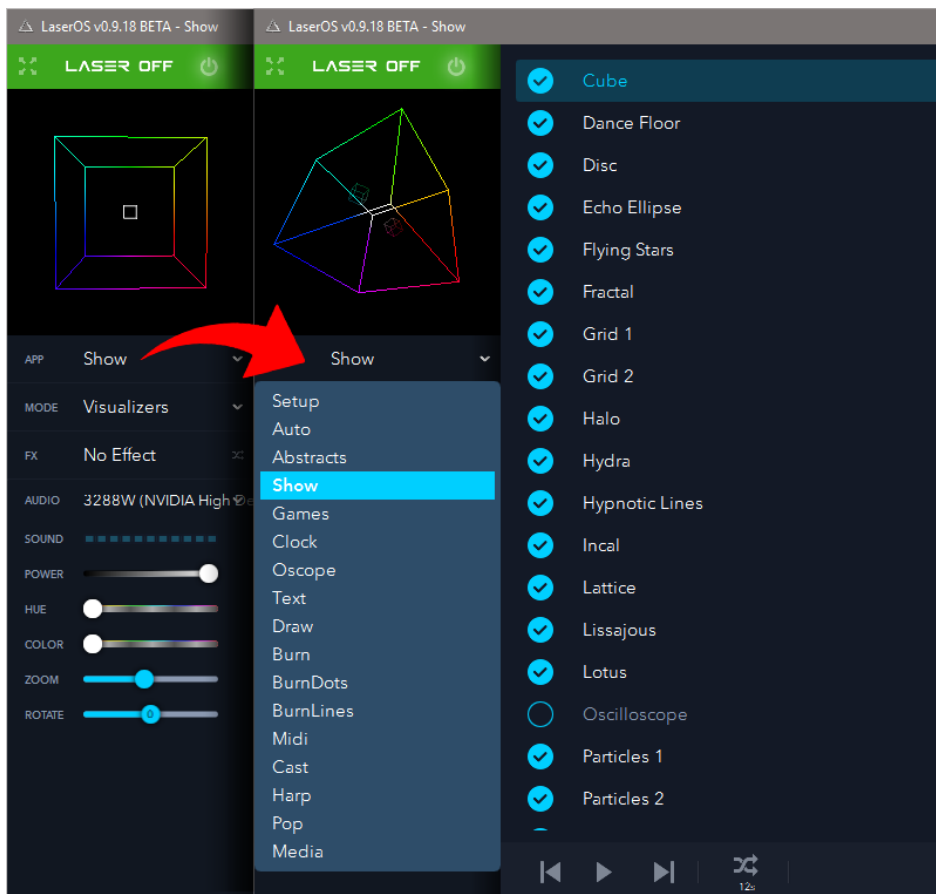 LaserOS v0.9.18 BETA - Show
LASER OFF
APP Show
MODE Visualizers
FX No Effect
AUDIO 3288W (NVIDIA High De
SOUND
POWER
HUE
COLOR
ZOOM
ROTATE 0
LaserOS v0.9.18 BETA - Show
LASER OFF
Show
Setup
Auto
Abstracts
Show
Games
Clock
Oscope
Text
Draw
Burn
BurnDots
BurnLines
Midi
Cast
Harp
Pop
Media
Cube
Dance Floor
Disc
Echo Ellipse
Flying Stars
Fractal
Grid 1
Grid 2
Halo
Hydra
Hypnotic Lines
Incal
Lattice
Lissajous
Lotus
Oscilloscope
Particles 1
Particles 2
12s